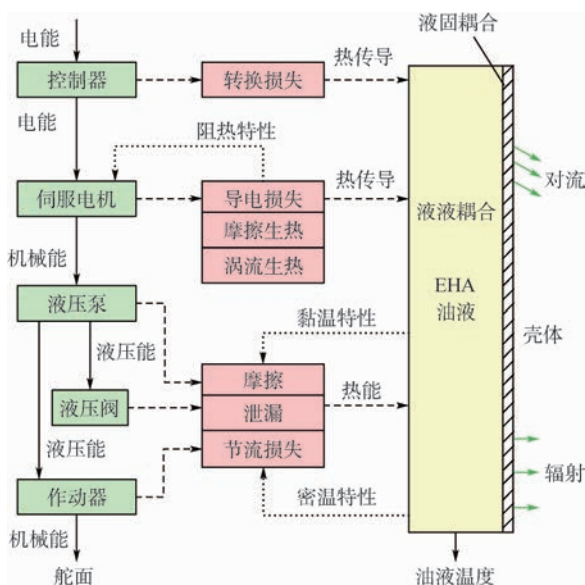 电能
控制器
转换损失
热传导
液固耦合
电能
阻热特性
伺服电机
导电损失
摩擦生热
涡流生热
热传导
对流
液液耦合
机械能
液压泵
EHA
油液
黏温特性
壳体
液压能
摩擦
泄漏
节流损失
热能
液压阀
液压能
辐射
作动器
密温特性
机械能
舵面
油液温度